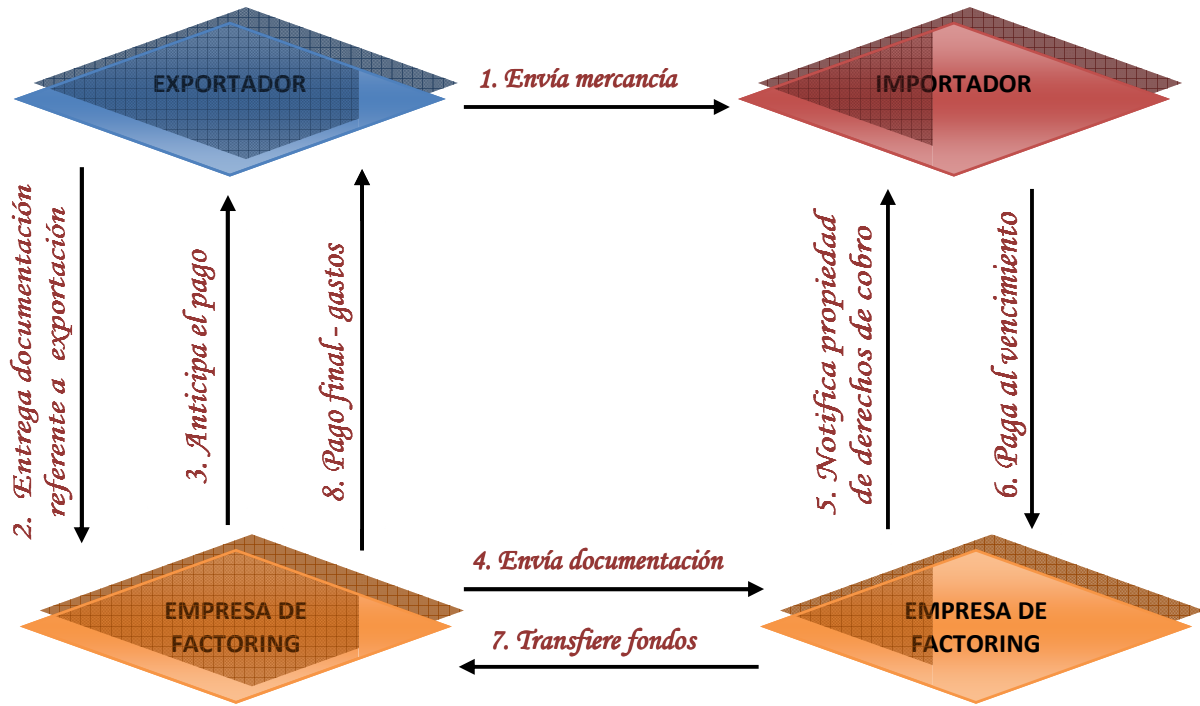 EXPORTADOR
1. Envía mercancía
IMPORTADOR
2. Entrega documentación
referente a exportación
3. Anticipa el pago
8. Pago final - gastos
5. Notifica propiedad
de derechos de cobro
6. Paga al vencimiento
EMPRESA DE
FACTORING
4. Envía documentación
7. Transfiere fondos
EMPRESA DE
FACTORING